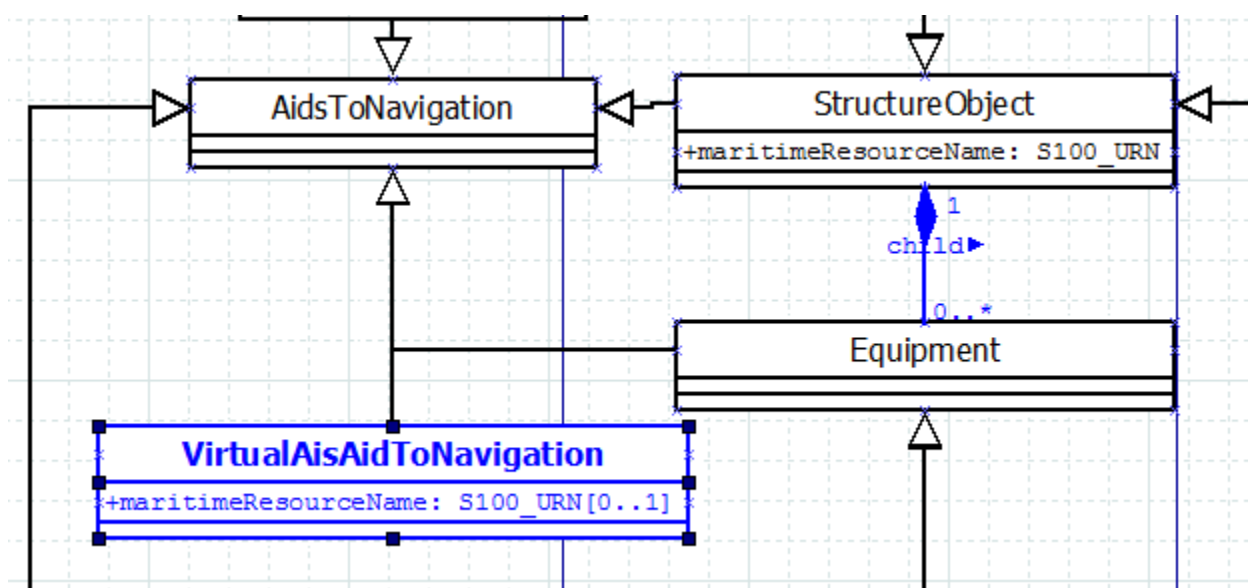 AidsToNavigation
StructureObject
+maritimeResourceName: S100_URN
1
child
0..*
Equipment
VirtualAisAidToNavigation
+maritimeResourceName: S100_URN[0..1]